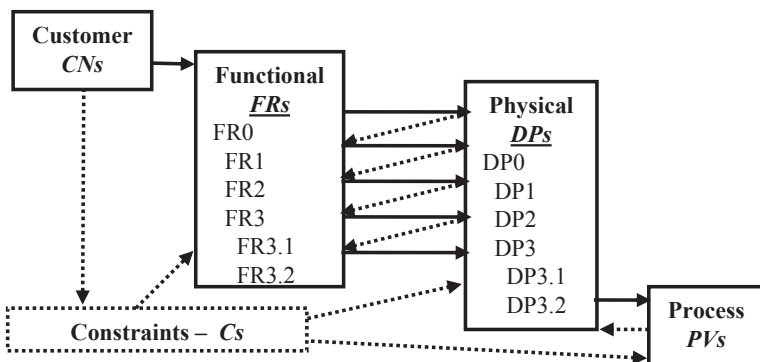 Customer
CNs
Functional
FRs
FR0
FR1
FR2
FR3
FR3.1
FR3.2
Physical
DPs
DP0
DP1
DP2
DP3
DP3.1
DP3.2
Process
PVs
Constraints – Cs